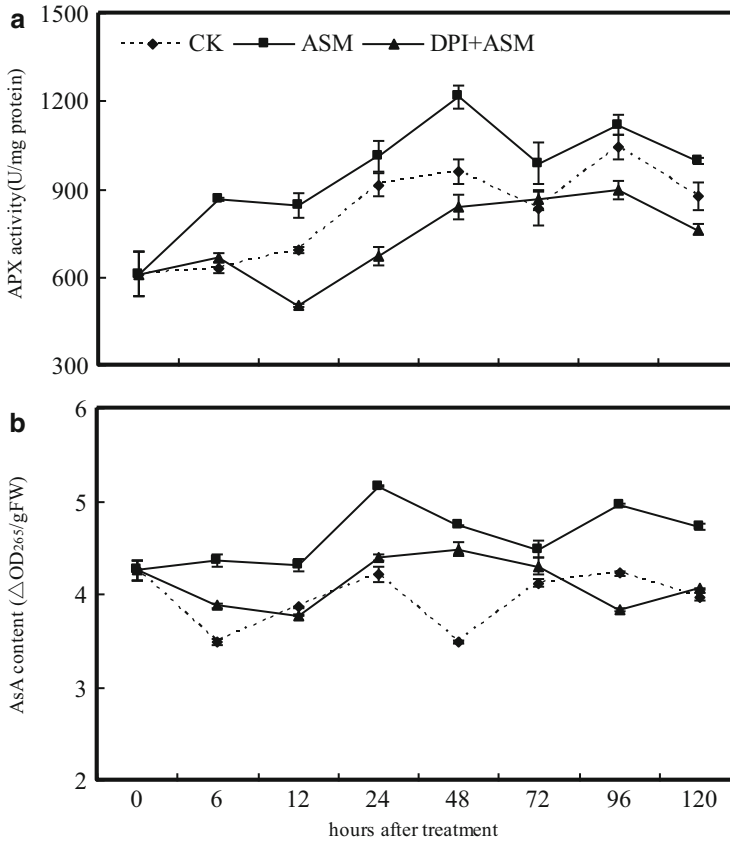 a
1500
1200
900
600
300
APX activity(U/mg protein)
CK ASM DPI+ASM
b
6
5
4
3
2
AsA content (△OD265/gFW)
0 6 12 24 48 72 96 120
hours after treatment